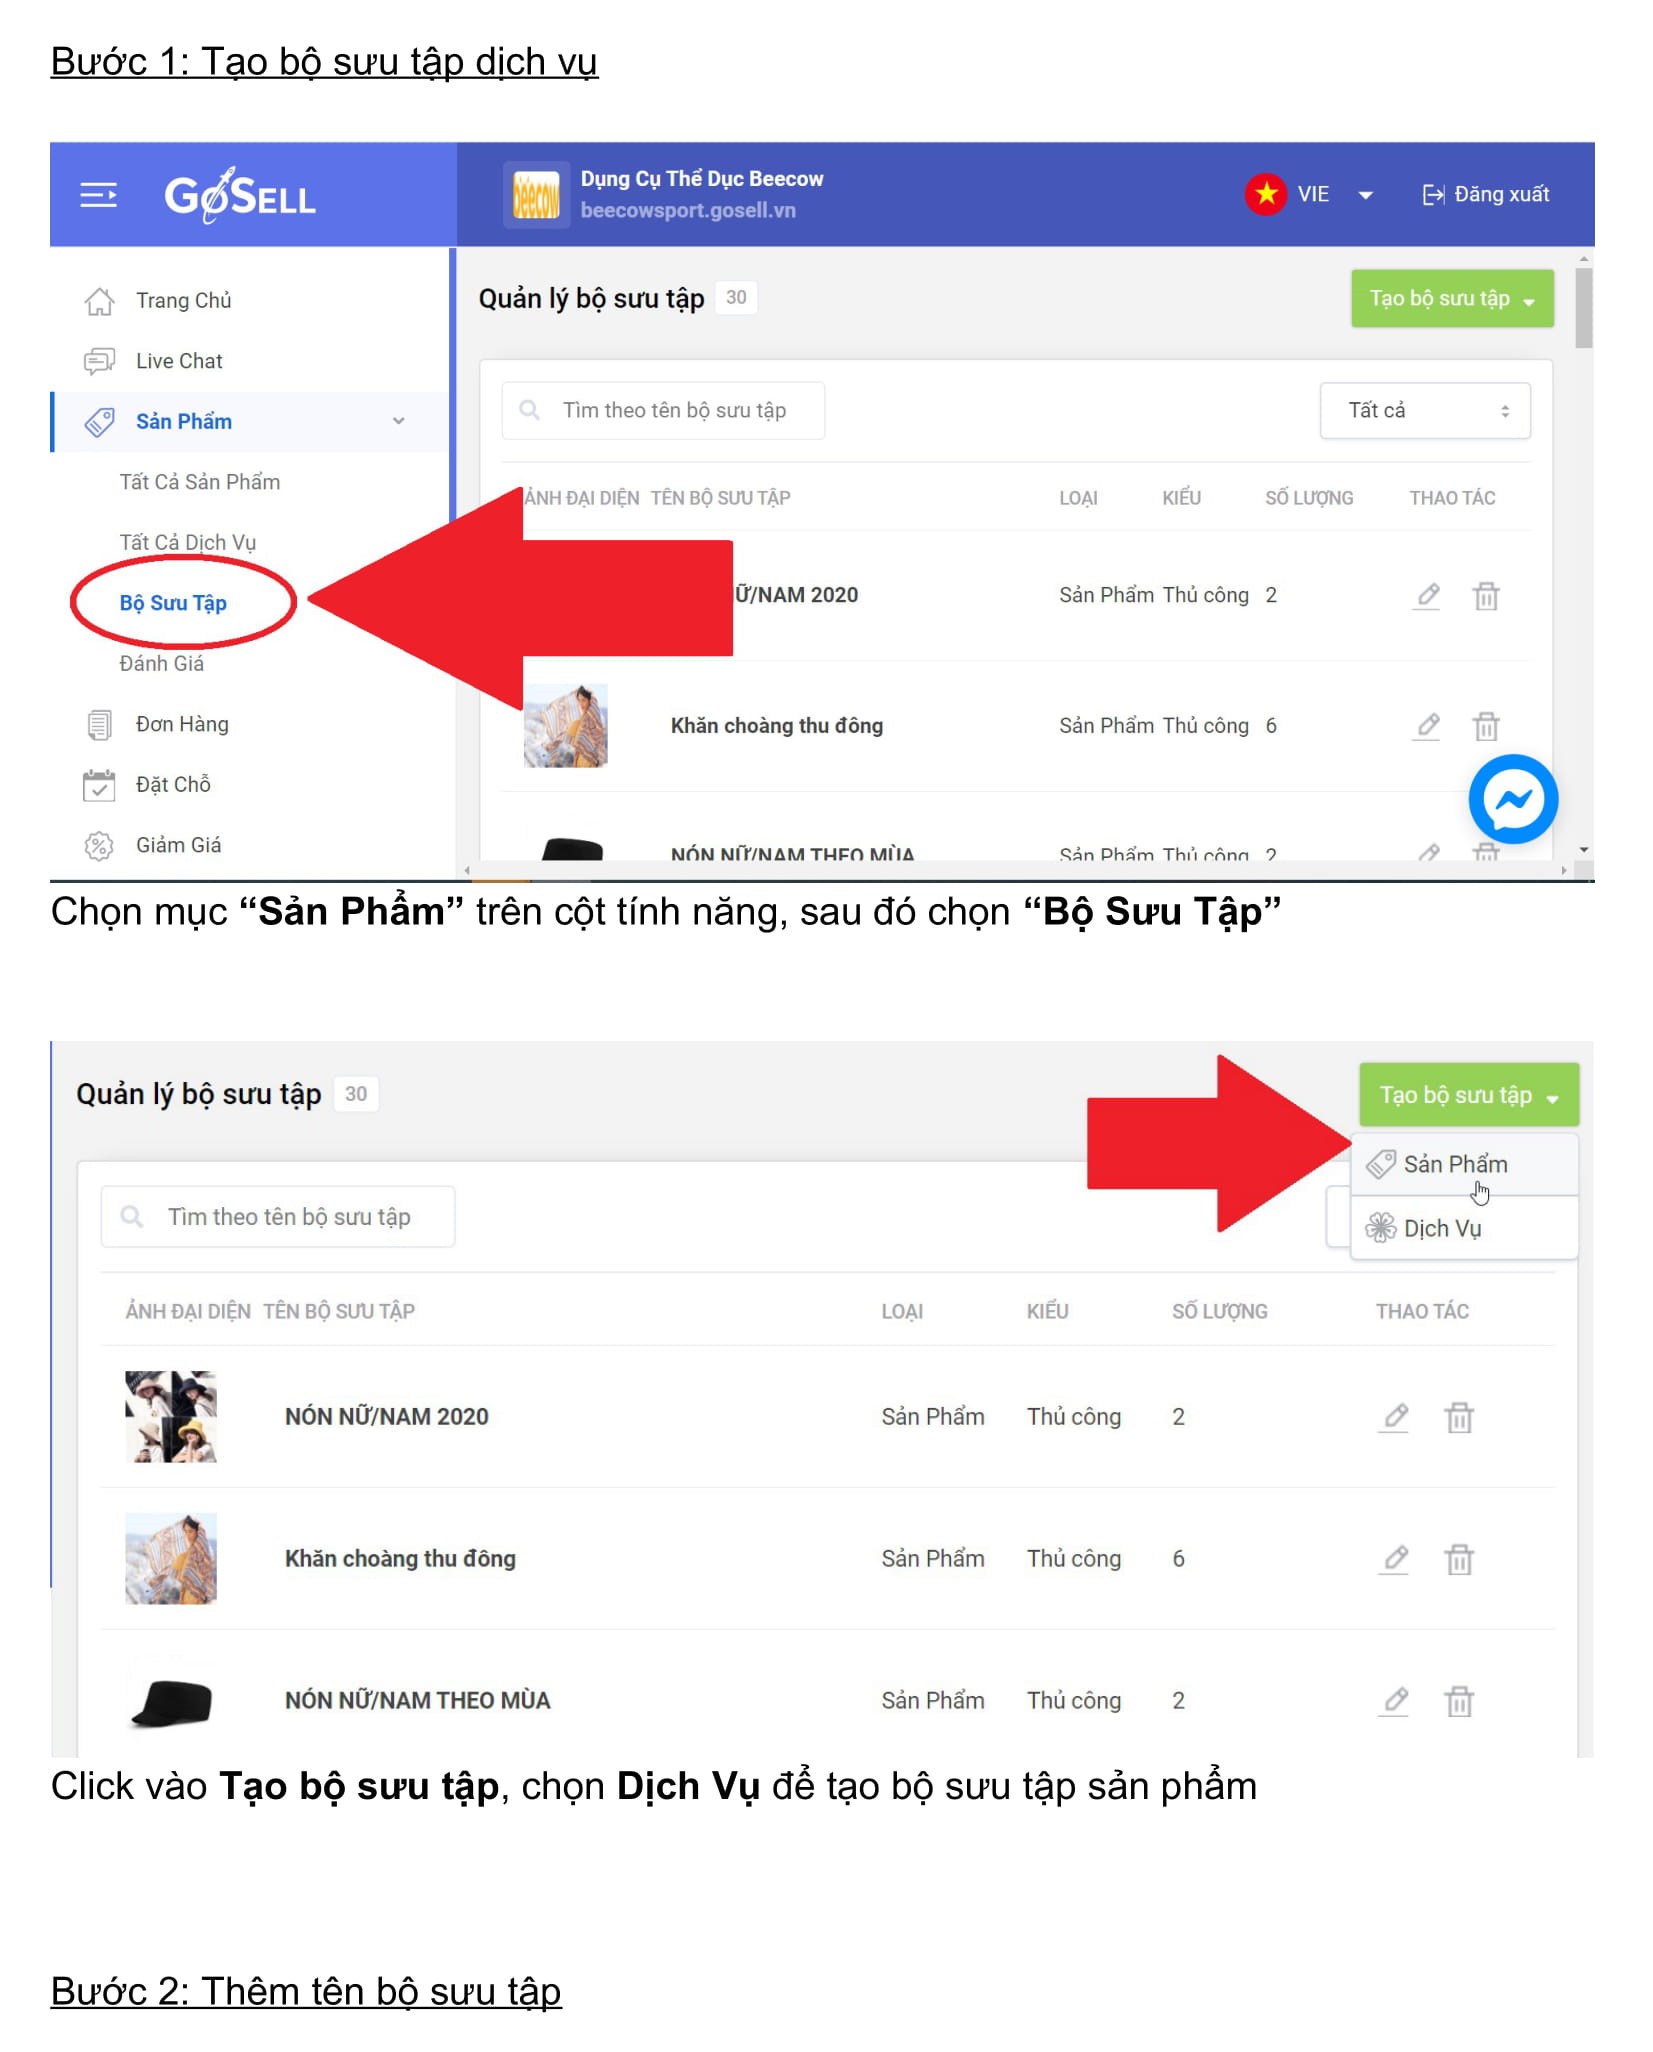 Bước 1: Tạo bộ sưu tập dịch vụ
GoSELL
beecow
Dụng Cụ Thể Dục Beecow
beecowsport.gosell.vn
VIE
Đăng xuất
Trang Chủ
Live Chat
Sản Phẩm
Tất Cả Sản Phẩm
Tất Cả Dịch Vụ
Bộ Sưu Tập
Đánh Giá
Đơn Hàng
Đặt Chỗ
Giảm Giá
Quản lý bộ sưu tập 30
Tạo bộ sưu tập
Tìm theo tên bộ sưu tập
Tất cả
ẢNH ĐẠI DIỆN TÊN BỘ SƯU TẬP LOẠI KIỂU SỐ LƯỢNG THAO TÁC
Ữ/NAM 2020 Sản Phẩm Thủ công 2
Khăn choàng thu đông Sản Phẩm Thủ công 6
NÓN NỮ/NAM THEO MÙA Sản Phẩm Thủ công 2
Chọn mục “Sản Phẩm” trên cột tính năng, sau đó chọn “Bộ Sưu Tập”
Quản lý bộ sưu tập 30
Tạo bộ sưu tập
Sản Phẩm
Dịch Vụ
Tìm theo tên bộ sưu tập
ẢNH ĐẠI DIỆN TÊN BỘ SƯU TẬP LOẠI KIỂU SỐ LƯỢNG THAO TÁC
NÓN NỮ/NAM 2020 Sản Phẩm Thủ công 2
Khăn choàng thu đông Sản Phẩm Thủ công 6
NÓN NỮ/NAM THEO MÙA Sản Phẩm Thủ công 2
Click vào Tạo bộ sưu tập, chọn Dịch Vụ để tạo bộ sưu tập sản phẩm
Bước 2: Thêm tên bộ sưu tập